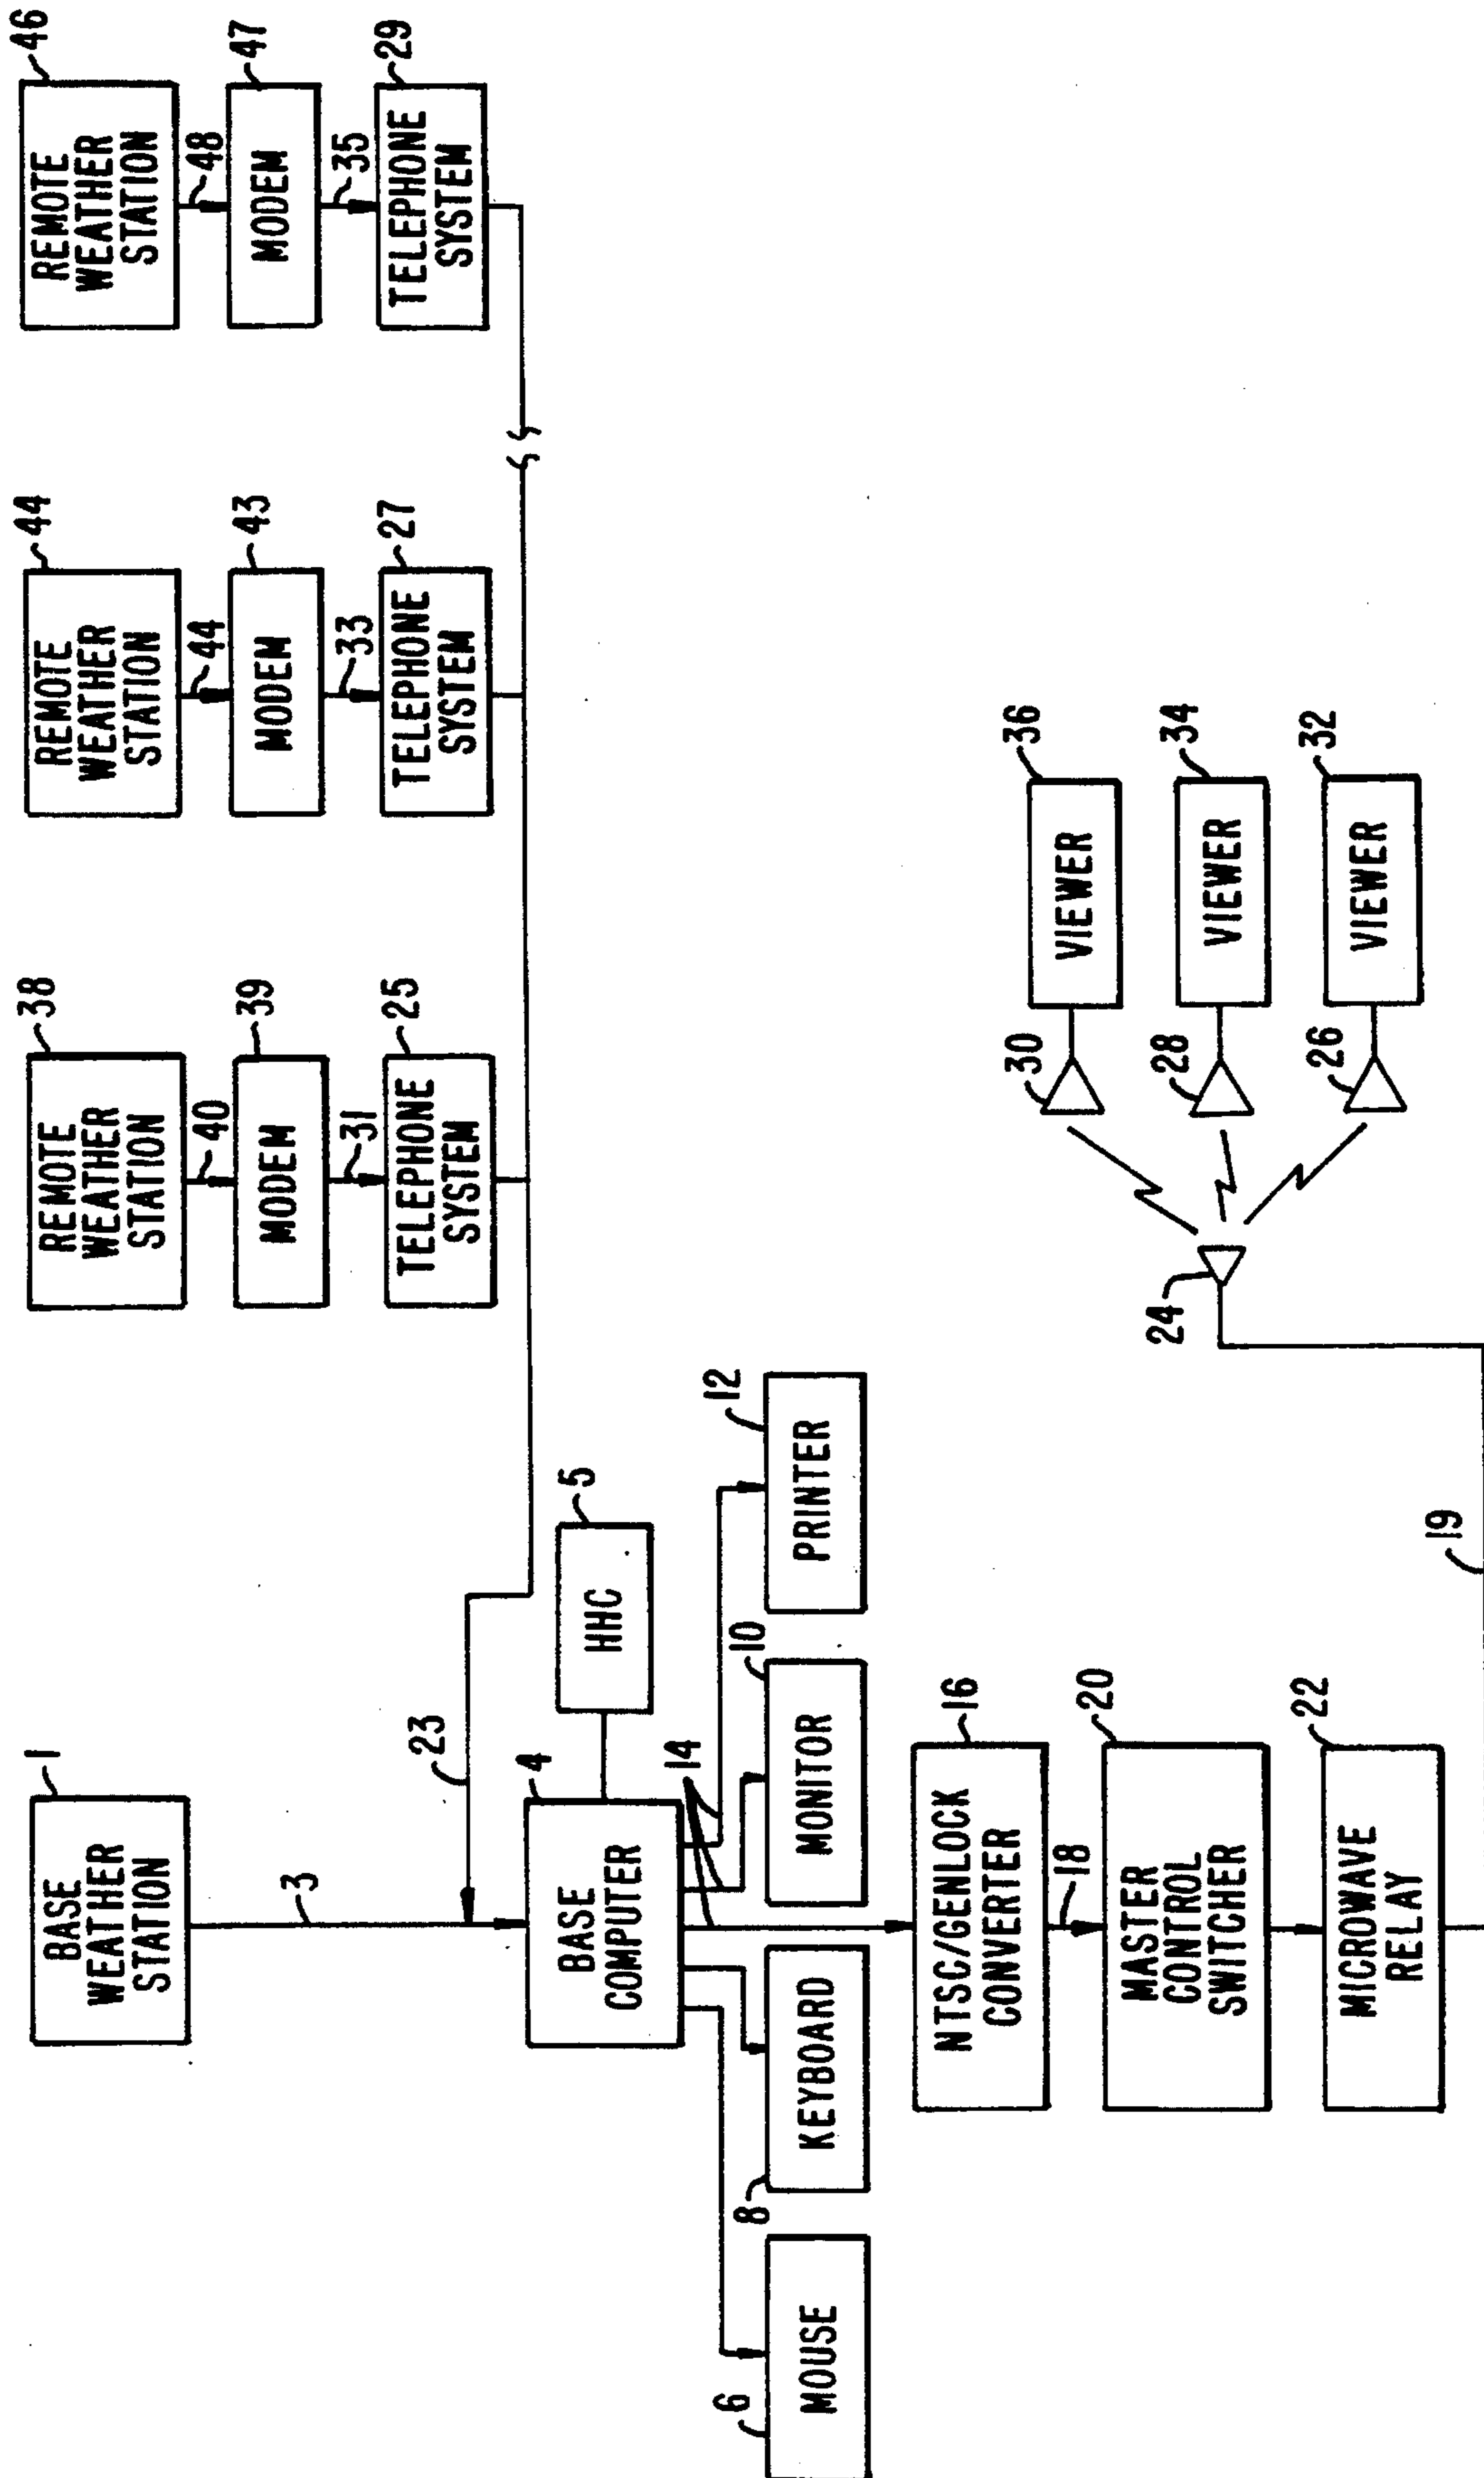 1
BASE
WEATHER
STATION
3
23
38
REMOTE
WEATHER
STATION
40
39
MODEM
31
25
TELEPHONE
SYSTEM
44
REMOTE
WEATHER
STATION
44
43
MODEM
33
27
TELEPHONE
SYSTEM
46
REMOTE
WEATHER
STATION
48
47
MODEM
35
29
TELEPHONE
SYSTEM
4
BASE
COMPUTER
5
HHC
14
6
MOUSE
8
KEYBOARD
10
MONITOR
12
PRINTER
16
NTSC/GENLOCK
CONVERTER
18
20
MASTER
CONTROL
SWITCHER
22
MICROWAVE
RELAY
19
24
30
36
VIEWER
28
34
VIEWER
26
32
VIEWER